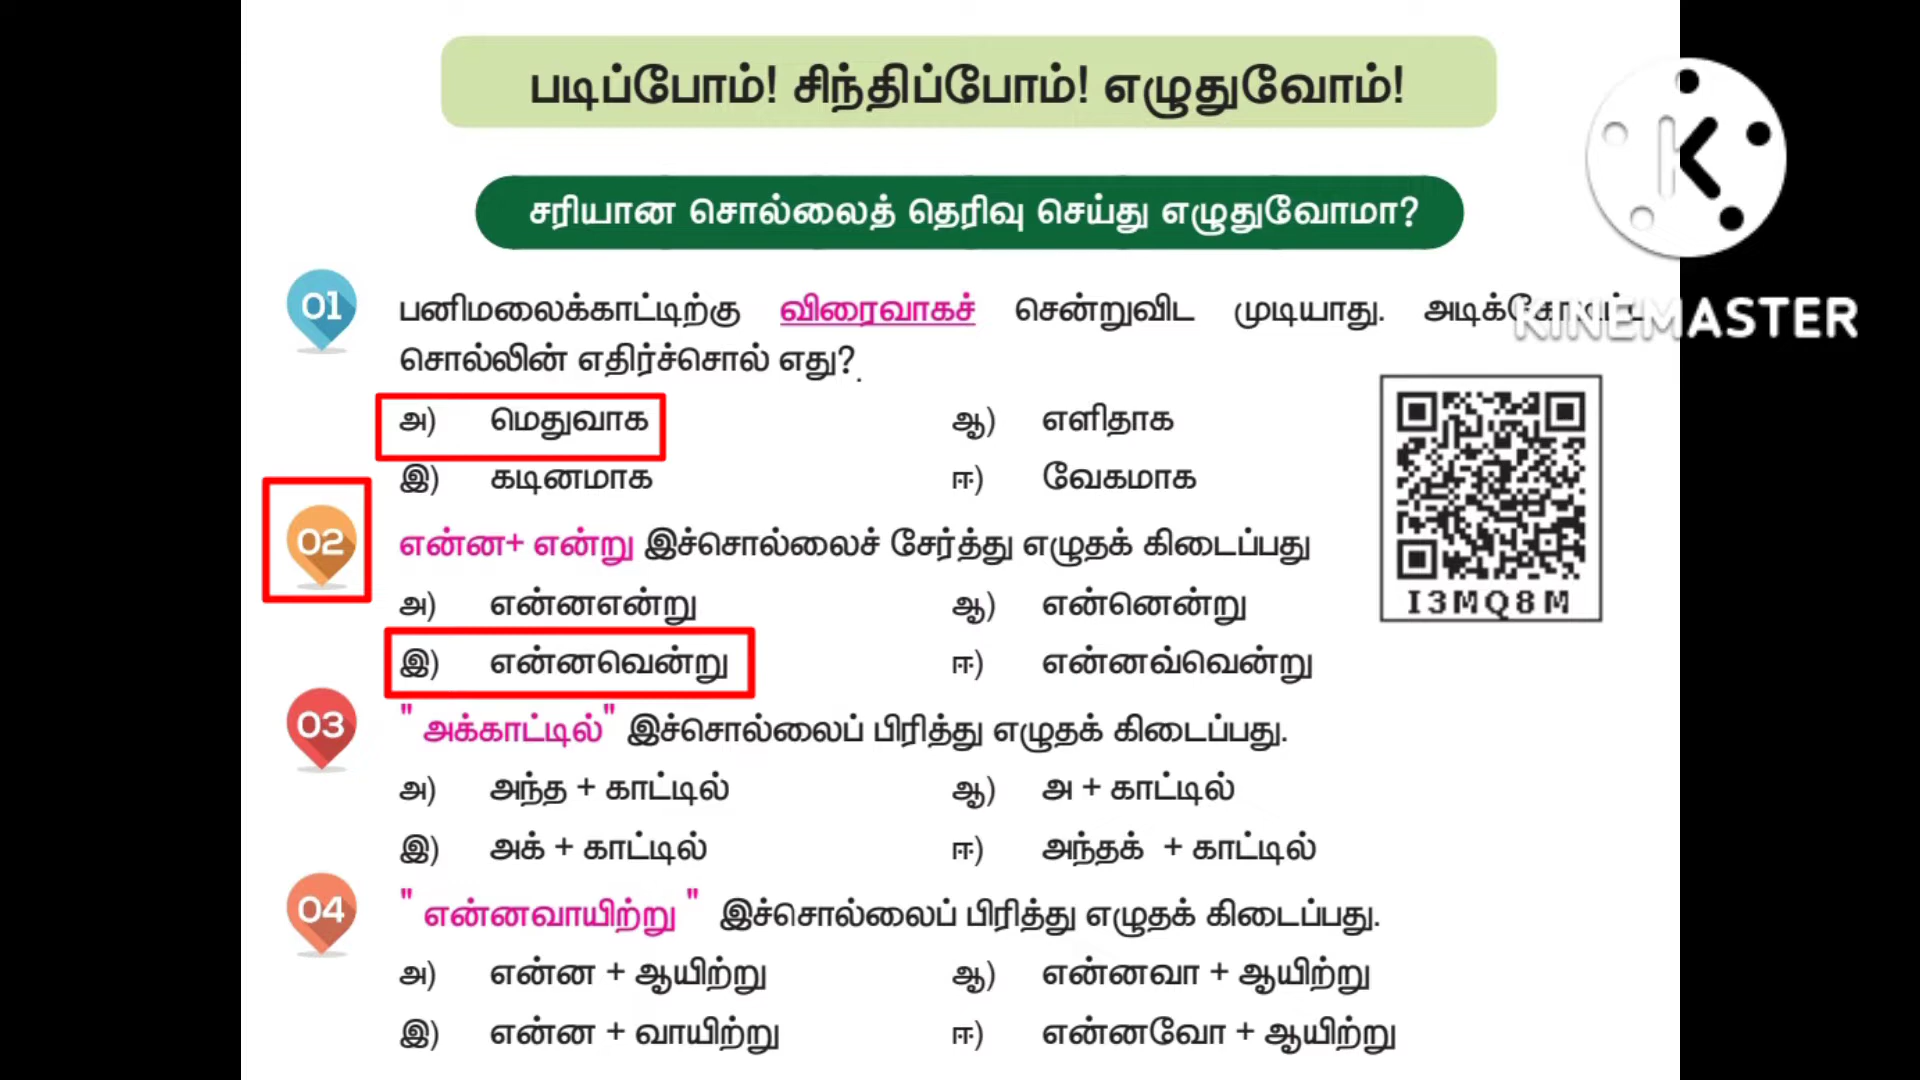 படிப்போம்! சிந்திப்போம்! எழுதுவோம்!
சரியான சொல்லைத் தெரிவு செய்து எழுதுவோமா?
01 பனிமலைக்காட்டிற்கு விரைவாகச் சென்றுவிட முடியாது.
சொல்லின் எதிர்ச்சொல் எது?
அ) மெதுவாக ஆ) எளிதாக
இ) கடினமாக ஈ) வேகமாக
02 என்ன+ என்று இச்சொல்லைச் சேர்த்து எழுதக் கிடைப்பது
அ) என்னஎன்று ஆ) என்னென்று
இ) என்னவென்று ஈ) என்னவ்வென்று
03 " அக்காட்டில்" இச்சொல்லைப் பிரித்து எழுதக் கிடைப்பது.
அ) அந்த + காட்டில் ஆ) அ + காட்டில்
இ) அக் + காட்டில் ஈ) அந்தக் + காட்டில்
04 " என்னவாயிற்று " இச்சொல்லைப் பிரித்து எழுதக் கிடைப்பது.
அ) என்ன + ஆயிற்று ஆ) என்னவா + ஆயிற்று
இ) என்ன + வாயிற்று ஈ) என்னவோ + ஆயிற்று
I3MQ8M
K
KINEMASTER